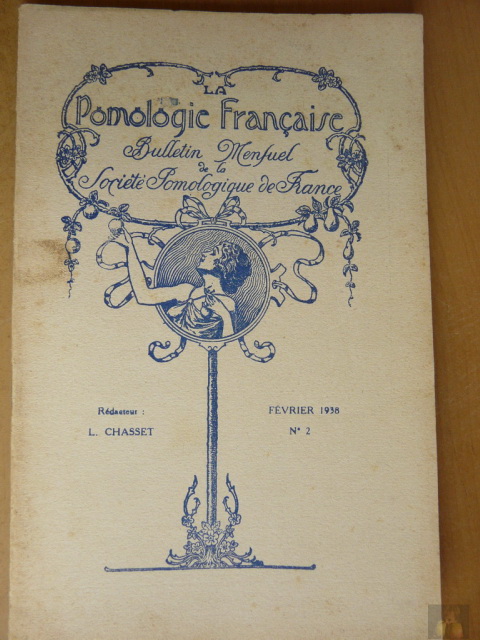 LA
Pomologie Française
Bulletin Mensuel
de la
Société Pomologique de France
Rédacteur :
L. CHASSET
FÉVRIER 1938
N° 2